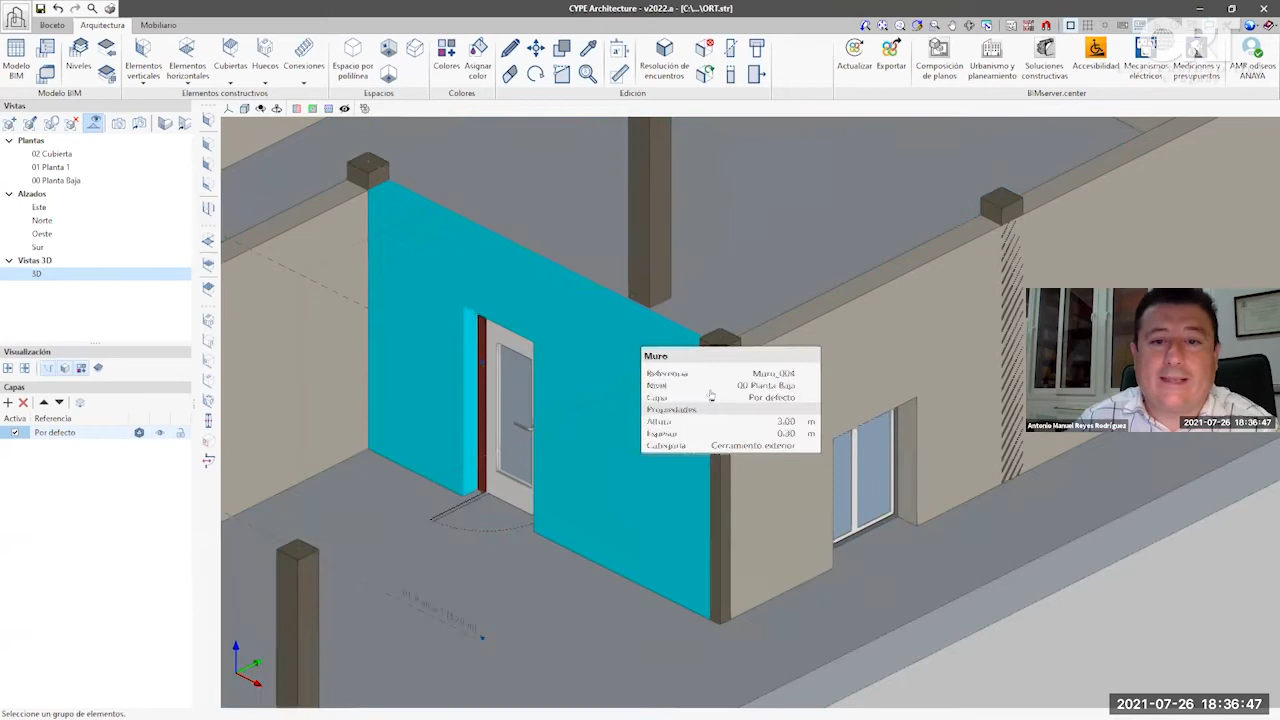 CYPE Architecture - v2022.a - [C:\...\ORT.str]
Boceto
Arquitectura
Mobiliario
Modelo BIM
Niveles
Elementos verticales
Elementos horizontales
Cubiertas
Huecos
Conexiones
Espacio por polilínea
Colores
Asignar color
Resolución de encuentros
Actualizar
Exportar
Composición de planos
Urbanismo y planeamiento
Soluciones constructivas
Accesibilidad
Mecanismos eléctricos
Mediciones y presupuestos
AMR odiseos ANAYA
Modelo BIM
Elementos constructivos
Espacios
Colores
Edición
BIMserver.center
Vistas
Plantas
02 Cubierta
01 Planta 1
00 Planta Baja
Alzados
Este
Norte
Oeste
Sur
Vistas 3D
3D
Visualización
Capas
Activa Referencia
Por defecto
Muro
Referencia Muro_004
Nivel 00 Planta Baja
Capa Por defecto
Propiedades
Altura 3.00 m
Espesor 0.30 m
Categoría Cerramiento exterior
Antonio Manuel Reyes Rodríguez
2021-07-26 18:36:47
Seleccione un grupo de elementos.
2021-07-26 18:36:47